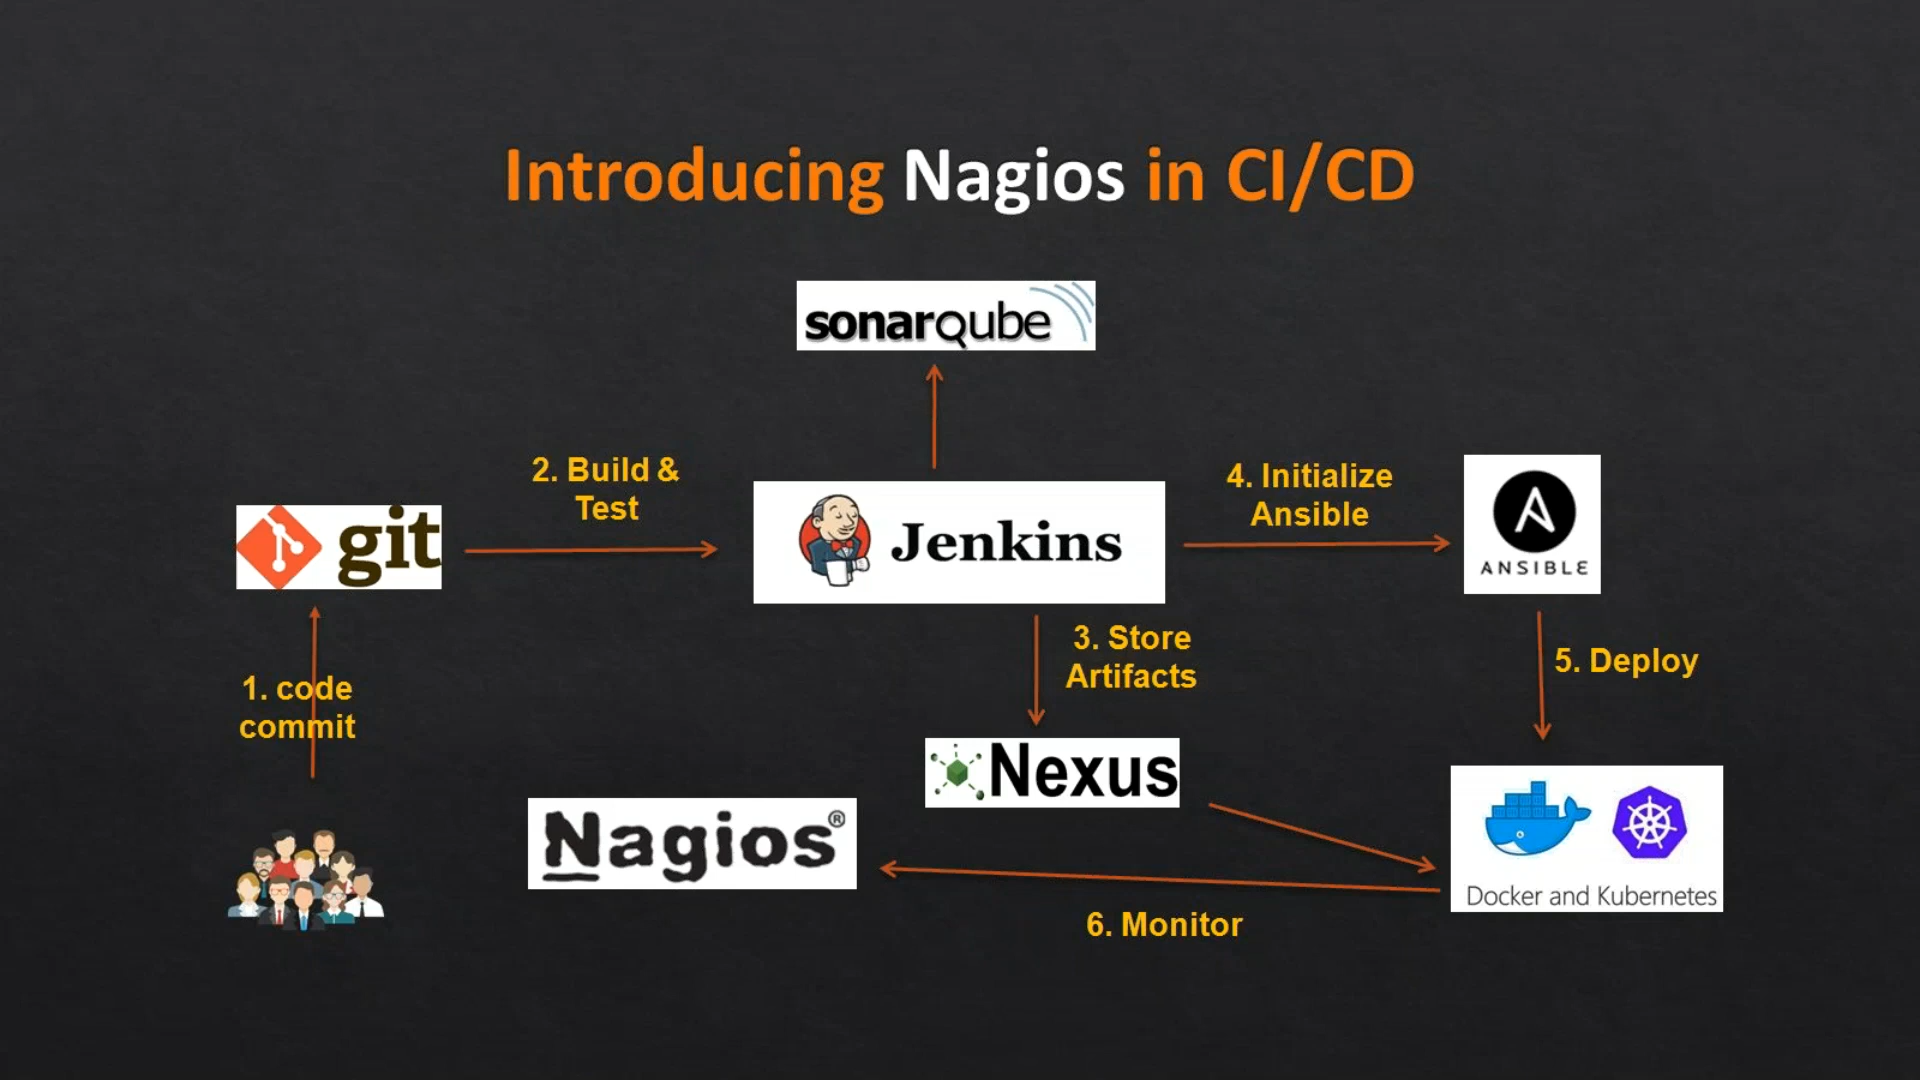 Introducing Nagios in CI/CD
sonarqube
2. Build &
Test
4. Initialize
Ansible
git
Jenkins
ANSIBLE
3. Store
Artifacts
5. Deploy
1. code
commit
Nexus
Nagios®
Docker and Kubernetes
6. Monitor